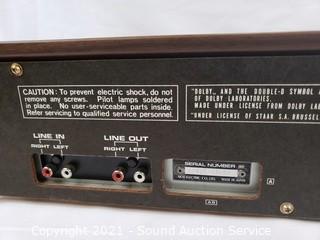 CAUTION: To prevent electric shock, do not
remove any screws. Pilot lamps soldered
in place. No user-serviceable parts inside.
Refer servicing to qualified service personnel.
"DOLBY„ AND THE DOUBLE-D SYMBOL A
OF DOLBY LABORATORIES.
MADE UNDER LICENSE FROM DOLBY LAB
"UNDER LICENSE OF STAAR S.A. BRUSSEL
LINE IN
RIGHT LEFT
LINE OUT
RIGHT LEFT
SERIAL NUMBER
MADE IN JAPAN
A
AB
Copyright 2021 - Sound Auction Service